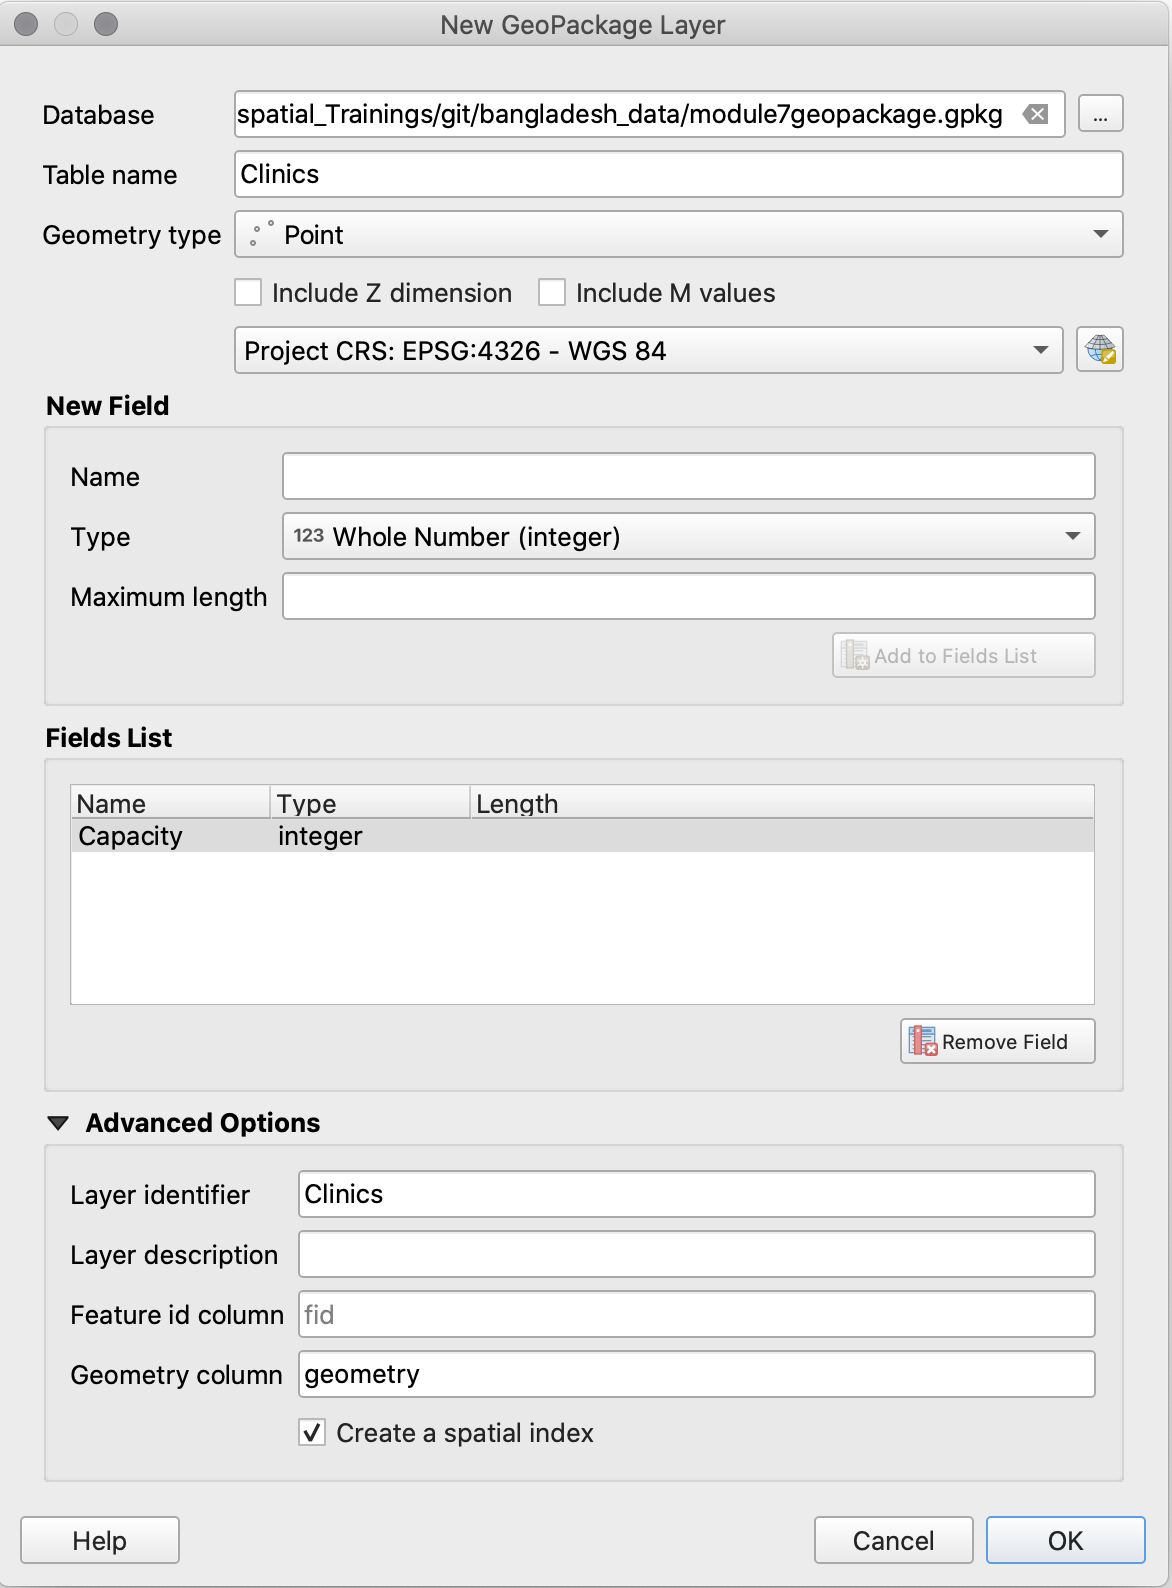 New GeoPackage Layer
Database spatial_Trainings/git/bangladesh_data/module7geopackage.gpkg ...
Table name Clinics
Geometry type Point
Include Z dimension Include M values
Project CRS: EPSG:4326 - WGS 84
New Field
Name
Type 123 Whole Number (integer)
Maximum length
Add to Fields List
Fields List
Name Type Length
Capacity integer
Remove Field
Advanced Options
Layer identifier Clinics
Layer description
Feature id column fid
Geometry column geometry
Create a spatial index
Help Cancel OK